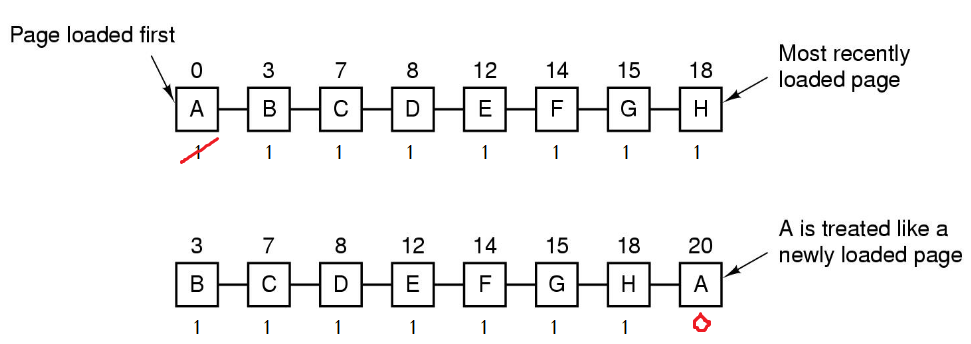 Page loaded first
Most recently
loaded page
0 3 7 8 12 14 15 18
A B C D E F G H
1 1 1 1 1 1 1 1
A is treated like a
newly loaded page
3 7 8 12 14 15 18 20
B C D E F G H A
1 1 1 1 1 1 1 0